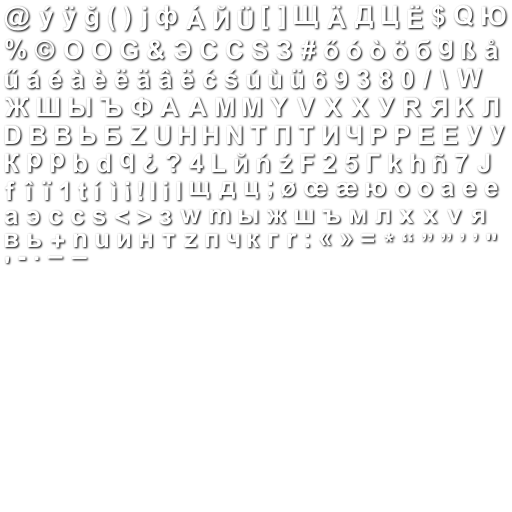 @ ý ÿ ğ ( ) j ф Á Й Ü [ ] Щ Ä Д Ц Ë $ Q Ю
% © O О G & Э C С S З # ő ó ò ö б g ß å
ű á é à è ë ä â ё ć ś ú ù ü 6 9 3 8 0 / \ W
Ж Ш Ы Ъ Ф A А M М Y V X Х У R Я K Л
D B В Ь Б Z U H Н N T П Т И Ч P Р E Е У У
К p р b d q ¿ ? 4 L й ń ź F 2 5 Г k h ñ 7 J
f î ï 1 t í ì i ! l i I щ д ц ; ø œ æ ю o о a e е
а э c с s < > з w m ы ж ш ъ м л x х v я
в ь + n u и н т z п ч к г r : « » = * “ ” ” ’ ’ "
' - · – —